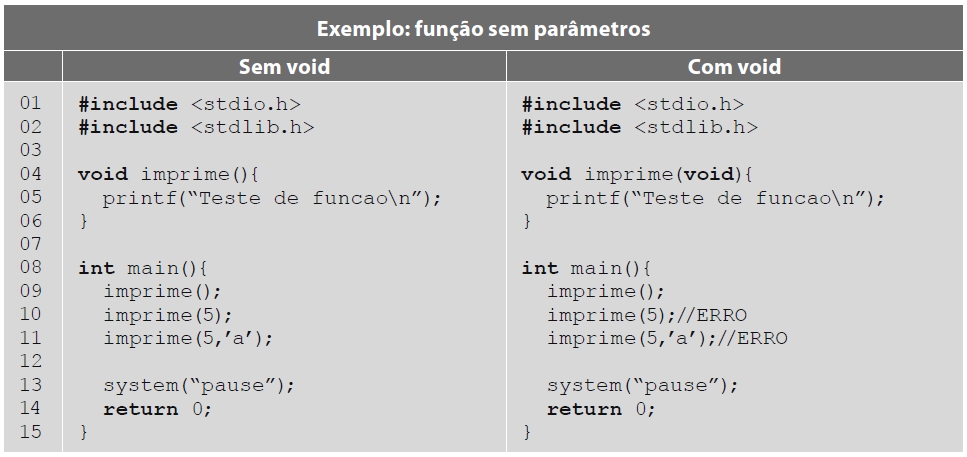 Exemplo: função sem parâmetros
Sem void Com void
01 #include <stdio.h> #include <stdio.h>
02 #include <stdlib.h> #include <stdlib.h>
03
04 void imprime(){ void imprime(void){
05 printf(“Teste de funcao\n”); printf(“Teste de funcao\n”);
06 } }
07
08 int main(){ int main(){
09 imprime(); imprime();
10 imprime(5); imprime(5);//ERRO
11 imprime(5,’a’); imprime(5,’a’);//ERRO
12
13 system(“pause”); system(“pause”);
14 return 0; return 0;
15 } }